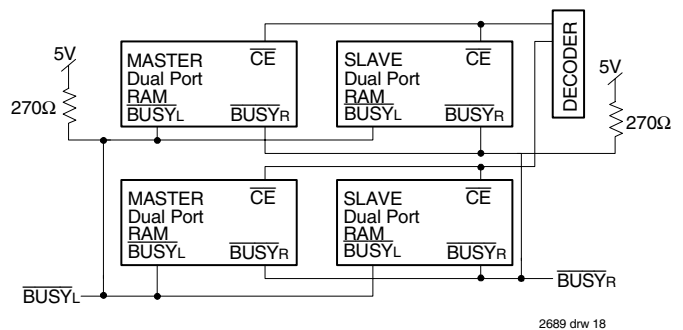 5V
270Ω
MASTER
Dual Port
RAM
BUSYL
CE
BUSYR
SLAVE
Dual Port
RAM
BUSYL
CE
BUSYR
DECODER
5V
270Ω
MASTER
Dual Port
RAM
BUSYL
CE
BUSYR
SLAVE
Dual Port
RAM
BUSYL
CE
BUSYR
BUSYL
BUSYR
2689 drw 18